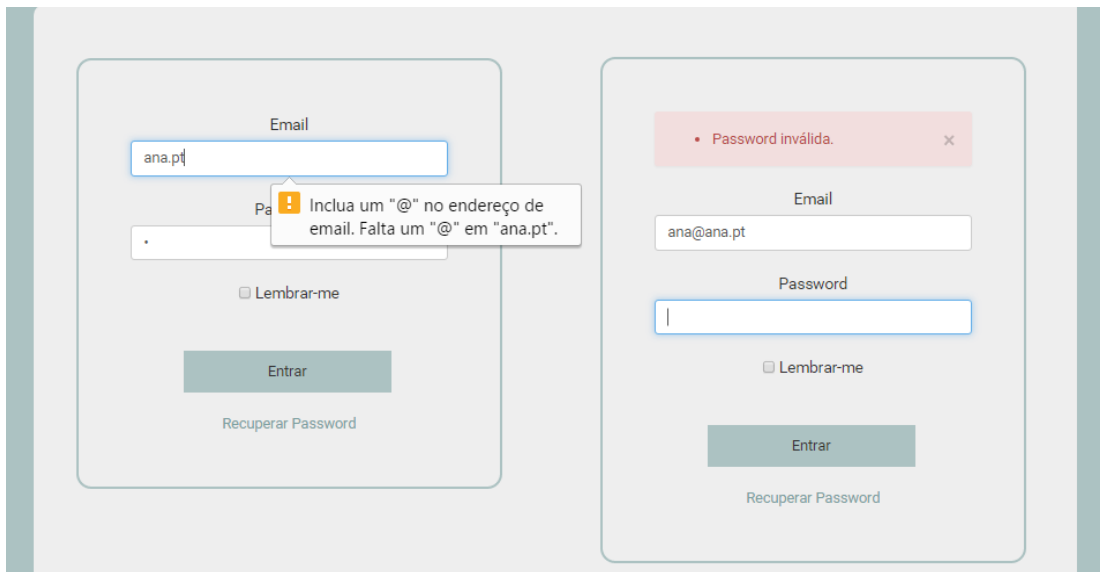 Email
ana.pt
Inclua um "@" no endereço de
email. Falta um "@" em "ana.pt".
Pa
Lembrar-me
Entrar
Recuperar Password
• Password inválida. ×
Email
ana@ana.pt
Password
Lembrar-me
Entrar
Recuperar Password